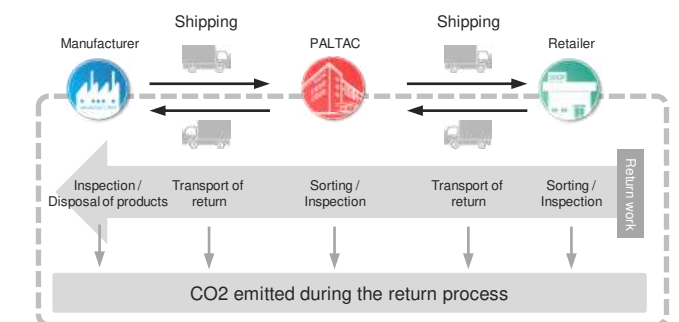 Shipping
Shipping
Manufacturer
PALTAC
Retailer
SHOP
Return work
Inspection /
Disposal of products
Transport of
return
Sorting /
Inspection
Transport of
return
Sorting /
Inspection
CO2 emitted during the return process